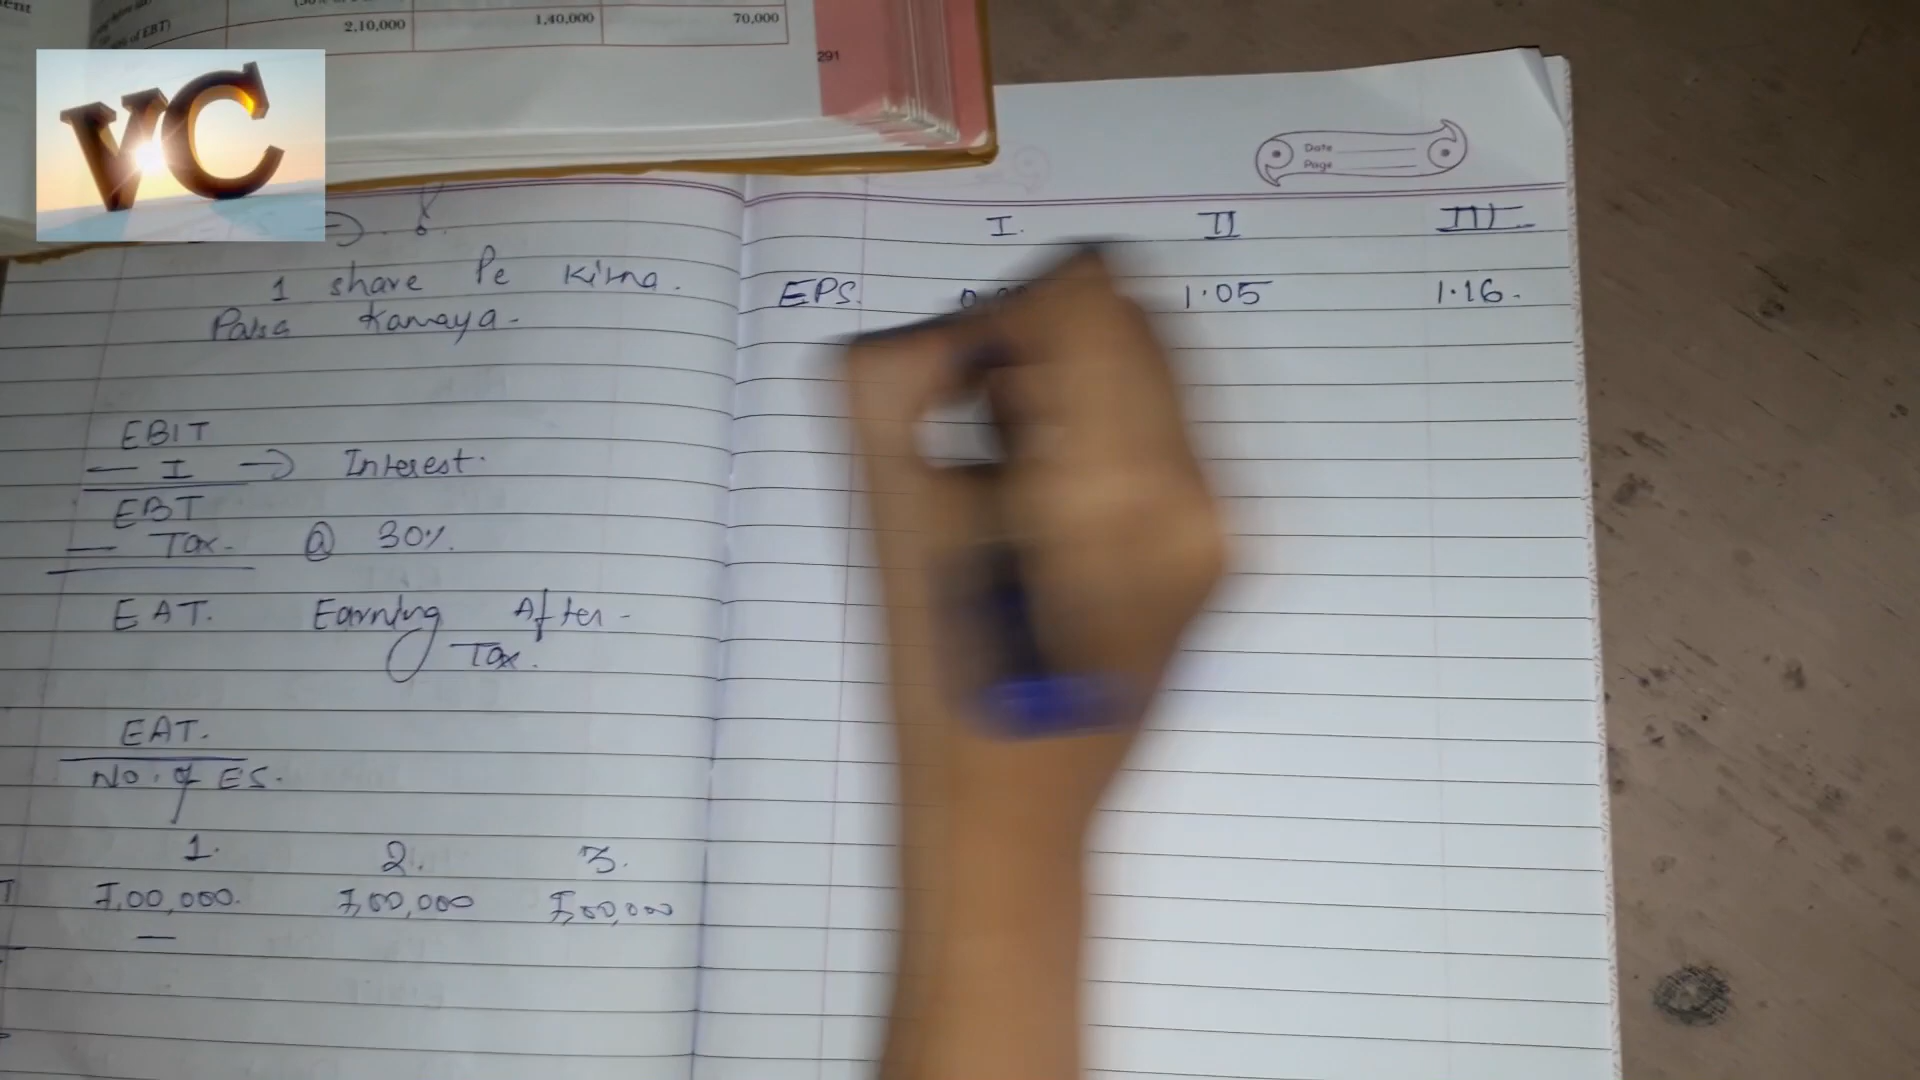 of EBT)
2,10,000 1,40,000 70,000
291
VC
Date
Page
1 share Pe Kitna.
Paisa Kamaya.
EBIT
— I → Interest.
EBT
— Tax. @ 30%.
EAT. Earning After
Tax.
EAT.
No. of ES.
1. 2. 3.
7,00,000. 7,00,000 7,00,000
—
I. II III
EPS. 1.05 1.16.